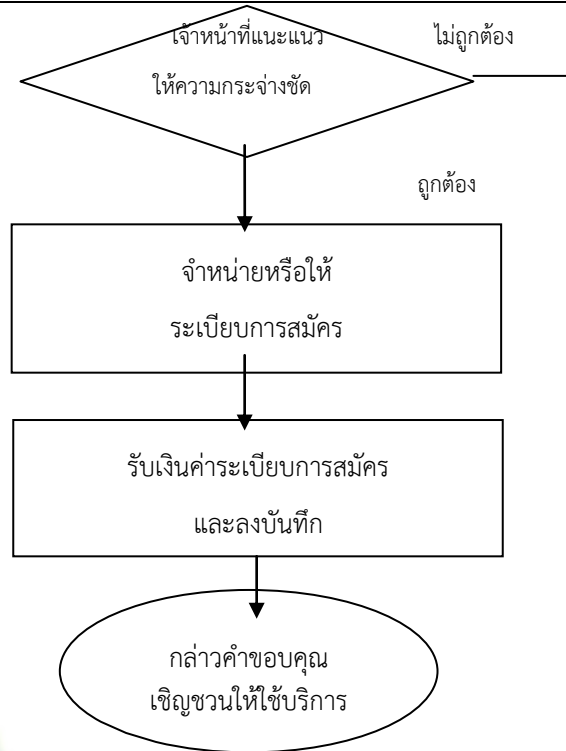 เจ้าหน้าที่แนะแนว
ไม่ถูกต้อง
ให้ความกระจ่างชัด
ถูกต้อง
จำหน่ายหรือให้
ระเบียบการสมัคร
รับเงินค่าระเบียบการสมัคร
และลงบันทึก
กล่าวคำขอบคุณ
เชิญชวนให้ใช้บริการ